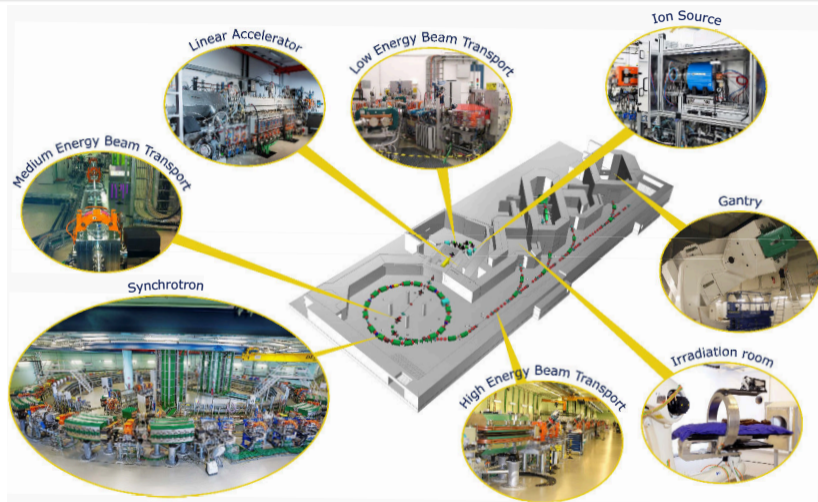 Linear Accelerator
Low Energy Beam Transport
Ion Source
Medium Energy Beam Transport
Gantry
Synchrotron
Irradiation room
High Energy Beam Transport